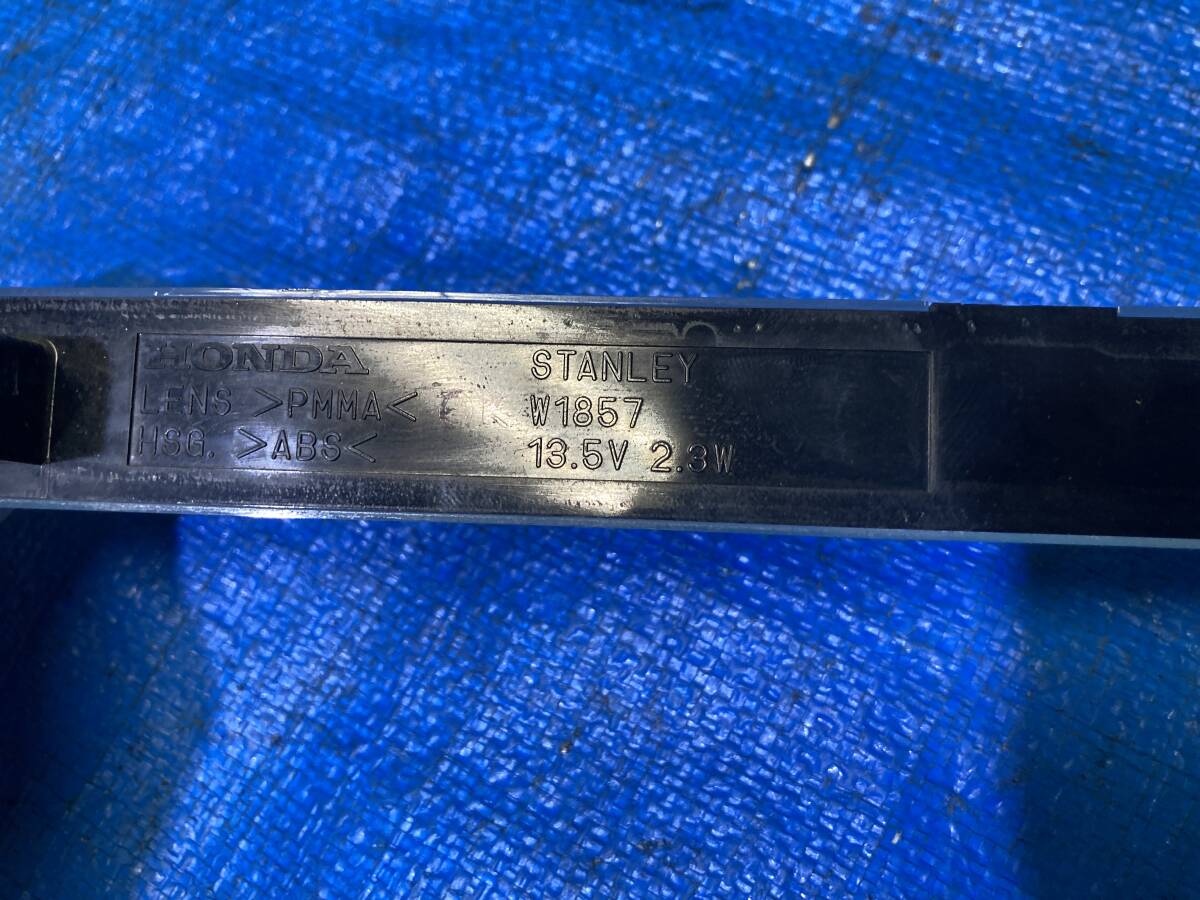 HONDA
LENS >PMMA<
HSG. >ABS<
STANLEY
W1857
13.5V 2.3W